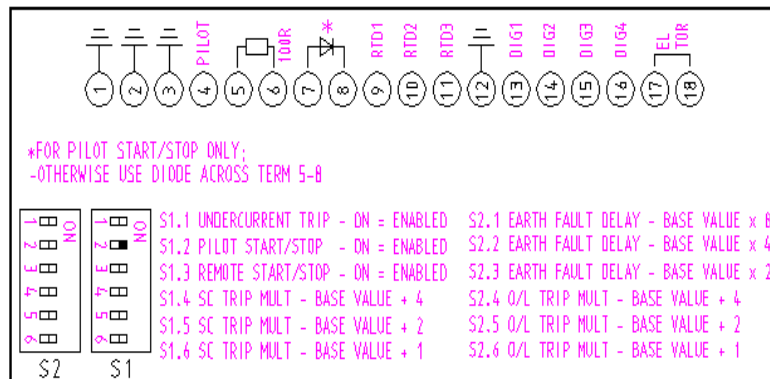 PILOT 100R * RTD1 RTD2 RTD3 DIG1 DIG2 DIG3 DIG4 EL TOR
1 2 3 4 5 6 7 8 9 10 11 12 13 14 15 16 17 18
*FOR PILOT START/STOP ONLY;
-OTHERWISE USE DIODE ACROSS TERM 5-8
1 2 3 4 5 6 ON
1 2 3 4 5 6 ON
S2 S1
S1.1 UNDERCURRENT TRIP - ON = ENABLED
S1.2 PILOT START/STOP - ON = ENABLED
S1.3 REMOTE START/STOP - ON = ENABLED
S1.4 SC TRIP MULT - BASE VALUE + 4
S1.5 SC TRIP MULT - BASE VALUE + 2
S1.6 SC TRIP MULT - BASE VALUE + 1
S2.1 EARTH FAULT DELAY - BASE VALUE x
S2.2 EARTH FAULT DELAY - BASE VALUE x 4
S2.3 EARTH FAULT DELAY - BASE VALUE x 2
S2.4 O/L TRIP MULT - BASE VALUE + 4
S2.5 O/L TRIP MULT - BASE VALUE + 2
S2.6 O/L TRIP MULT - BASE VALUE + 1